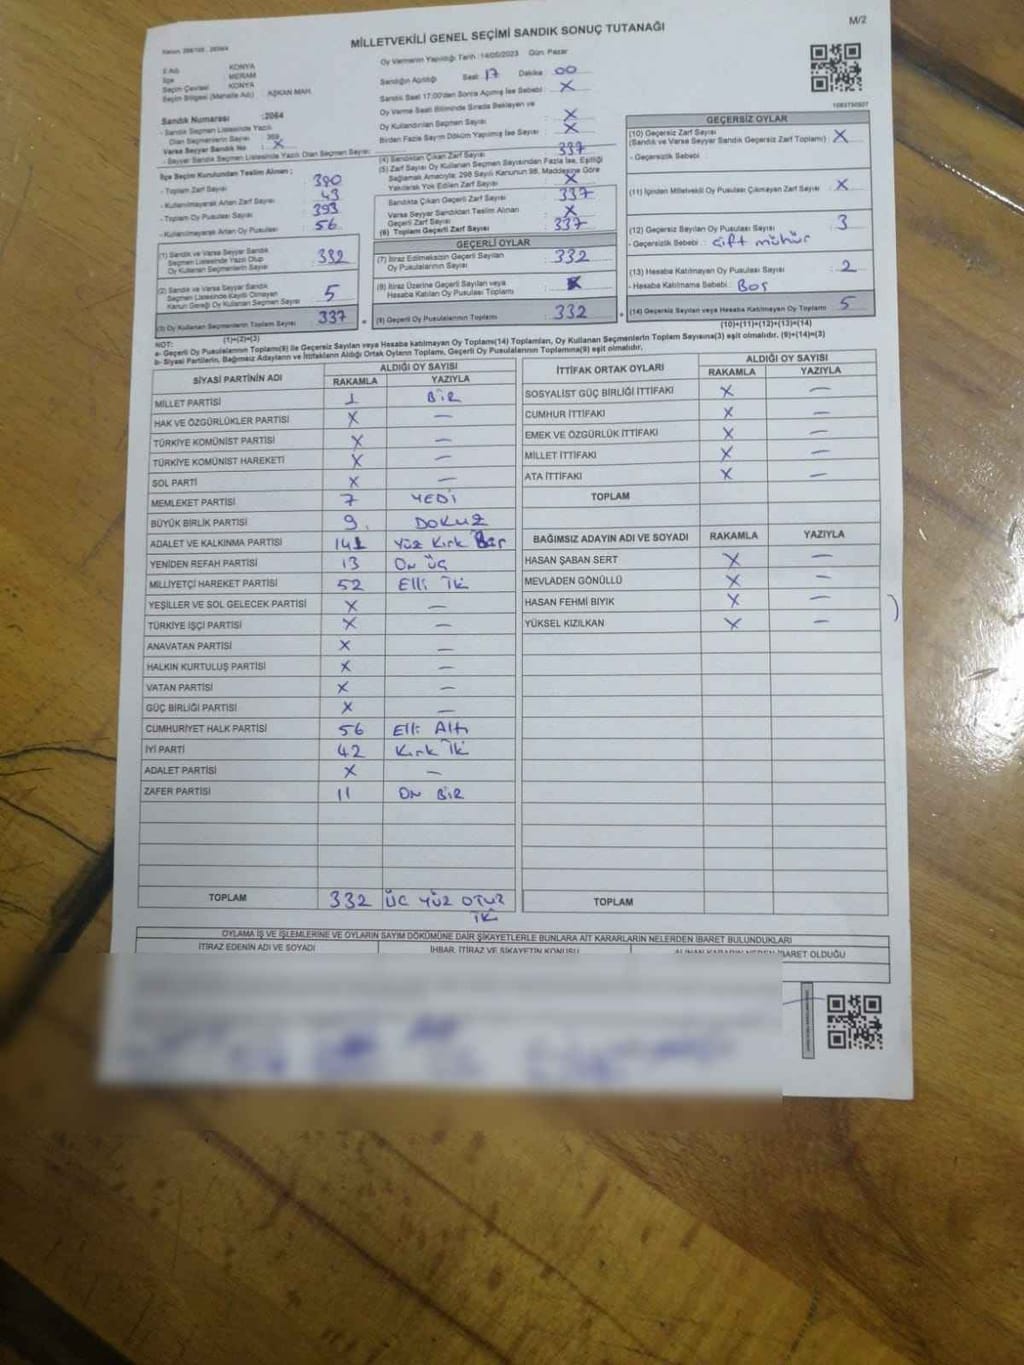 MİLLETVEKİLİ GENEL SEÇİMİ SANDIK SONUÇ TUTANAĞI
M/2
Oy Vermenin Yapıldığı Tarih :14/05/2023 Gün: Pazar
İl Adı KONYA
İlçe MERAM
Seçim Çevresi KONYA
Seçim Bölgesi (Mahalle Adı) : AŞKAN MAH.
Sandığın Açıldığı Saat: 17 Dakika: 00
Sandık Saat 17:00'den Sonra Açılmış İse Sebebi : X
Oy Verme Saati Bitiminde Sırada Bekleyen ve
Oy Kullandırılan Seçmen Sayısı : X
Birden Fazla Sayım Döküm Yapılmış İse Sayısı : X
Sandık Numarası :2064
- Sandık Seçmen Listesinde Yazılı
Olan Seçmenlerin Sayısı : 369
Varsa Seyyar Sandık No : X
- Seyyar Sandık Seçmen Listesinde Yazılı Olan Seçmen Sayısı:
İlçe Seçim Kurulundan Teslim Alınan ;
- Toplam Zarf Sayısı : 380
- Kullanılmayarak Artan Zarf Sayısı : 43
- Toplam Oy Pusulası Sayısı : 393
- Kullanılmayarak Artan Oy Pusulası : 56
(1) Sandık ve Varsa Seyyar Sandık
Seçmen Listesinde Yazılı Olup
Oy Kullanan Seçmenlerin Sayısı : 332
(2) Sandık ve Varsa Seyyar Sandık
Seçmen Listesinde Kayıtlı Olmayan
Kanun Gereği Oy Kullanan Seçmen Sayısı : 5
(3) Oy Kullanan Seçmenlerin Toplam Sayısı : 337
(1)+(2)=(3)
(4) Sandıktan Çıkan Zarf Sayısı : 337
(5) Zarf Sayısı Oy Kullanan Seçmen Sayısından Fazla İse, Eşitliği
Sağlamak Amacıyla; 298 Sayılı Kanunun 98. Maddesine Göre
Yakılarak Yok Edilen Zarf Sayısı : X
Sandıkta Çıkan Geçerli Zarf Sayısı : 337
Varsa Seyyar Sandıktan Teslim Alınan
Geçerli Zarf Sayısı : X
(6) Toplam Geçerli Zarf Sayısı : 337
GEÇERLİ OYLAR
(7) İtiraz Edilmeksizin Geçerli Sayılan
Oy Pusulalarının Sayısı : 332
(8) İtiraz Üzerine Geçerli Sayılan veya
Hesaba Katılan Oy Pusulası Toplamı : X
(9) Geçerli Oy Pusulalarının Toplamı : 332
GEÇERSİZ OYLAR
(10) Geçersiz Zarf Sayısı
(Sandık ve Varsa Seyyar Sandık Geçersiz Zarf Toplamı) : X
- Geçersizlik Sebebi :
(11) İçinden Milletvekili Oy Pusulası Çıkmayan Zarf Sayısı : X
(12) Geçersiz Sayılan Oy Pusulası Sayısı : 3
- Geçersizlik Sebebi : Çift mühür
(13) Hesaba Katılmayan Oy Pusulası Sayısı : 2
- Hesaba Katılmama Sebebi : Boş
(14) Geçersiz Sayılan veya Hesaba Katılmayan Oy Toplamı : 5
(10)+(11)+(12)+(13)=(14)
NOT:
a- Geçerli Oy Pusulalarının Toplamı(9) ile Geçersiz Sayılan veya Hesaba Katılmayan Oy Toplamı(14) Toplamları, Oy Kullanan Seçmenlerin Toplam Sayısına(3) eşit olmalıdır. (9)+(14)=(3)
b- Siyasi Partilerin, Bağımsız Adayların ve İttifakların Aldığı Ortak Oyların Toplamı, Geçerli Oy Pusulalarının Toplamına(9) eşit olmalıdır.
SİYASİ PARTİNİN ADI ALDIĞI OY SAYISI
RAKAMLA YAZIYLA
MİLLET PARTİSİ 1 BİR
HAK VE ÖZGÜRLÜKLER PARTİSİ X —
TÜRKİYE KOMÜNİST PARTİSİ X —
TÜRKİYE KOMÜNİST HAREKETİ X —
SOL PARTİ X —
MEMLEKET PARTİSİ 7 YEDİ
BÜYÜK BİRLİK PARTİSİ 9 DOKUZ
ADALET VE KALKINMA PARTİSİ 141 Yüz Kırk Bir
YENİDEN REFAH PARTİSİ 13 On Üç
MİLLİYETÇİ HAREKET PARTİSİ 52 Elli İki
YEŞİLLER VE SOL GELECEK PARTİSİ X —
TÜRKİYE İŞÇİ PARTİSİ X —
ANAVATAN PARTİSİ X —
HALKIN KURTULUŞ PARTİSİ X —
VATAN PARTİSİ X —
GÜÇ BİRLİĞİ PARTİSİ X —
CUMHURİYET HALK PARTİSİ 56 Elli Altı
İYİ PARTİ 42 Kırk İki
ADALET PARTİSİ X —
ZAFER PARTİSİ 11 ON BİR
TOPLAM 332 ÜÇ YÜZ OTUZ
İKİ
İTTİFAK ORTAK OYLARI ALDIĞI OY SAYISI
RAKAMLA YAZIYLA
SOSYALİST GÜÇ BİRLİĞİ İTTİFAKI X —
CUMHUR İTTİFAKI X —
EMEK VE ÖZGÜRLÜK İTTİFAKI X —
MİLLET İTTİFAKI X —
ATA İTTİFAKI X —
TOPLAM
BAĞIMSIZ ADAYIN ADI VE SOYADI RAKAMLA YAZIYLA
HASAN ŞABAN SERT X —
MEVLADEN GÖNÜLLÜ X —
HASAN FEHMİ BIYIK X —
YÜKSEL KIZILKAN X —
TOPLAM
OYLAMA İŞ VE İŞLEMLERİNE VE OYLARIN SAYIM DÖKÜMÜNE DAİR ŞİKAYETLERLE BUNLARA AİT KARARLARIN NELERDEN İBARET BULUNDUKLARI
İTİRAZ EDENİN ADI VE SOYADI İHBAR, İTİRAZ VE ŞİKAYETİN KONUSU ALINAN KARARIN NEDEN İBARET OLDUĞU